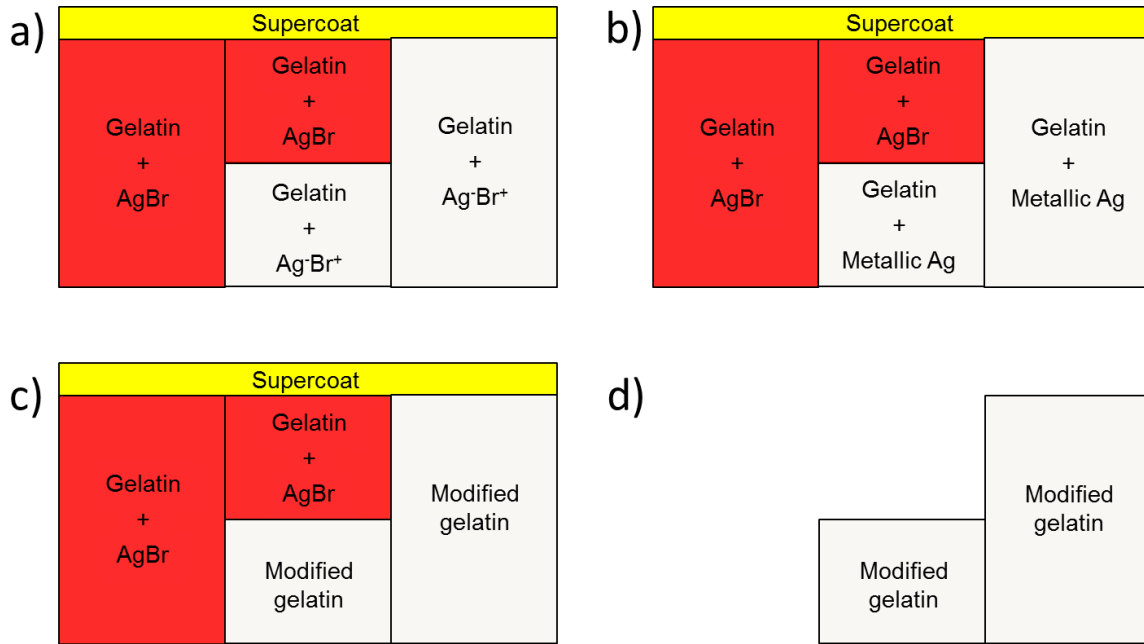 a)
Supercoat
Gelatin
+
AgBr
Gelatin
+
AgBr
Gelatin
+
Ag⁻Br⁺
Gelatin
+
Ag⁻Br⁺
b)
Supercoat
Gelatin
+
AgBr
Gelatin
+
AgBr
Gelatin
+
Metallic Ag
Gelatin
+
Metallic Ag
c)
Supercoat
Gelatin
+
AgBr
Gelatin
+
AgBr
Modified
gelatin
Modified
gelatin
d)
Modified
gelatin
Modified
gelatin